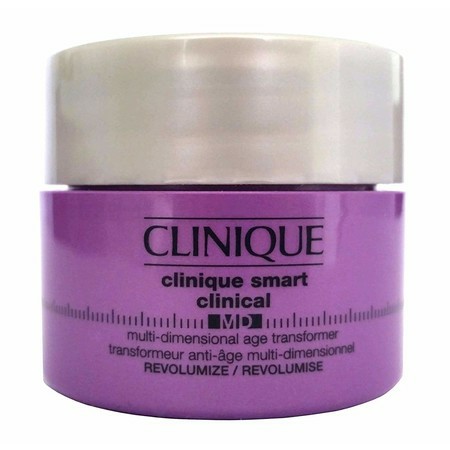 CLINIQUE
clinique smart
clinical
MD
multi-dimensional age transformer
transformeur anti-âge multi-dimensionnel
REVOLUMIZE / REVOLUMISE